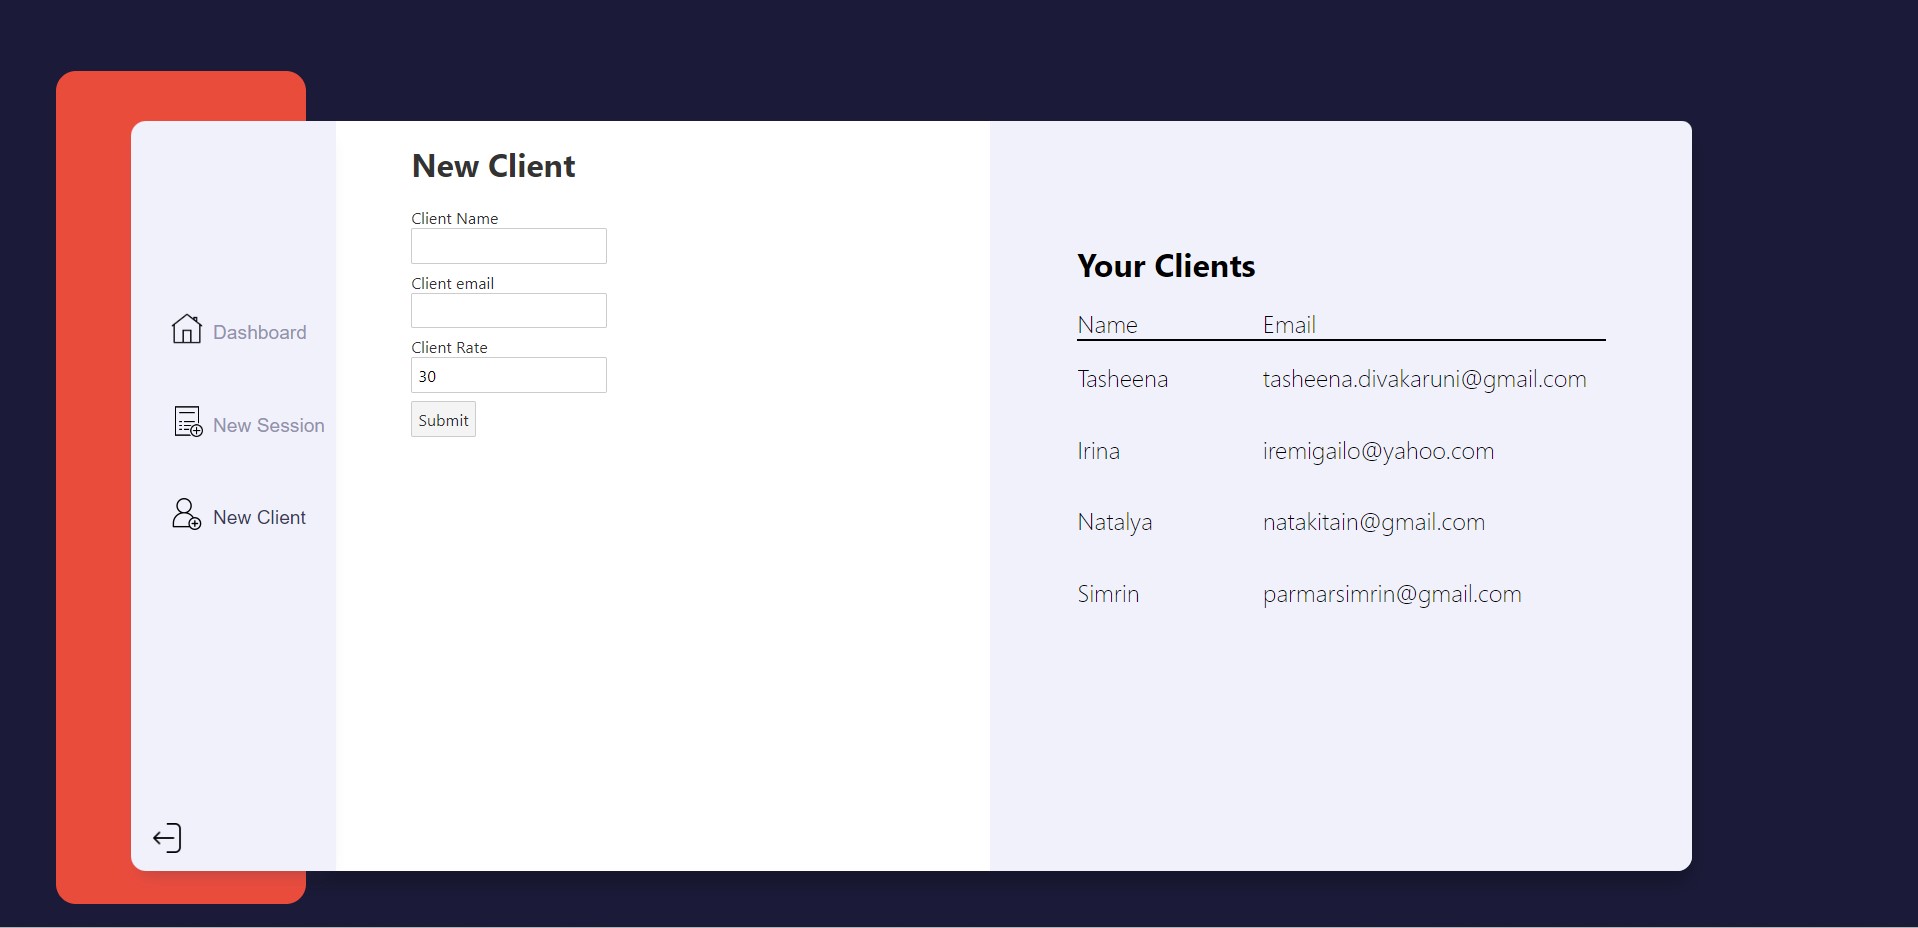 Dashboard
New Session
New Client
New Client
Client Name
Client email
Client Rate
30
Submit
Your Clients
Name Email
Tasheena tasheena.divakaruni@gmail.com
Irina iremigailo@yahoo.com
Natalya natakitain@gmail.com
Simrin parmarsimrin@gmail.com